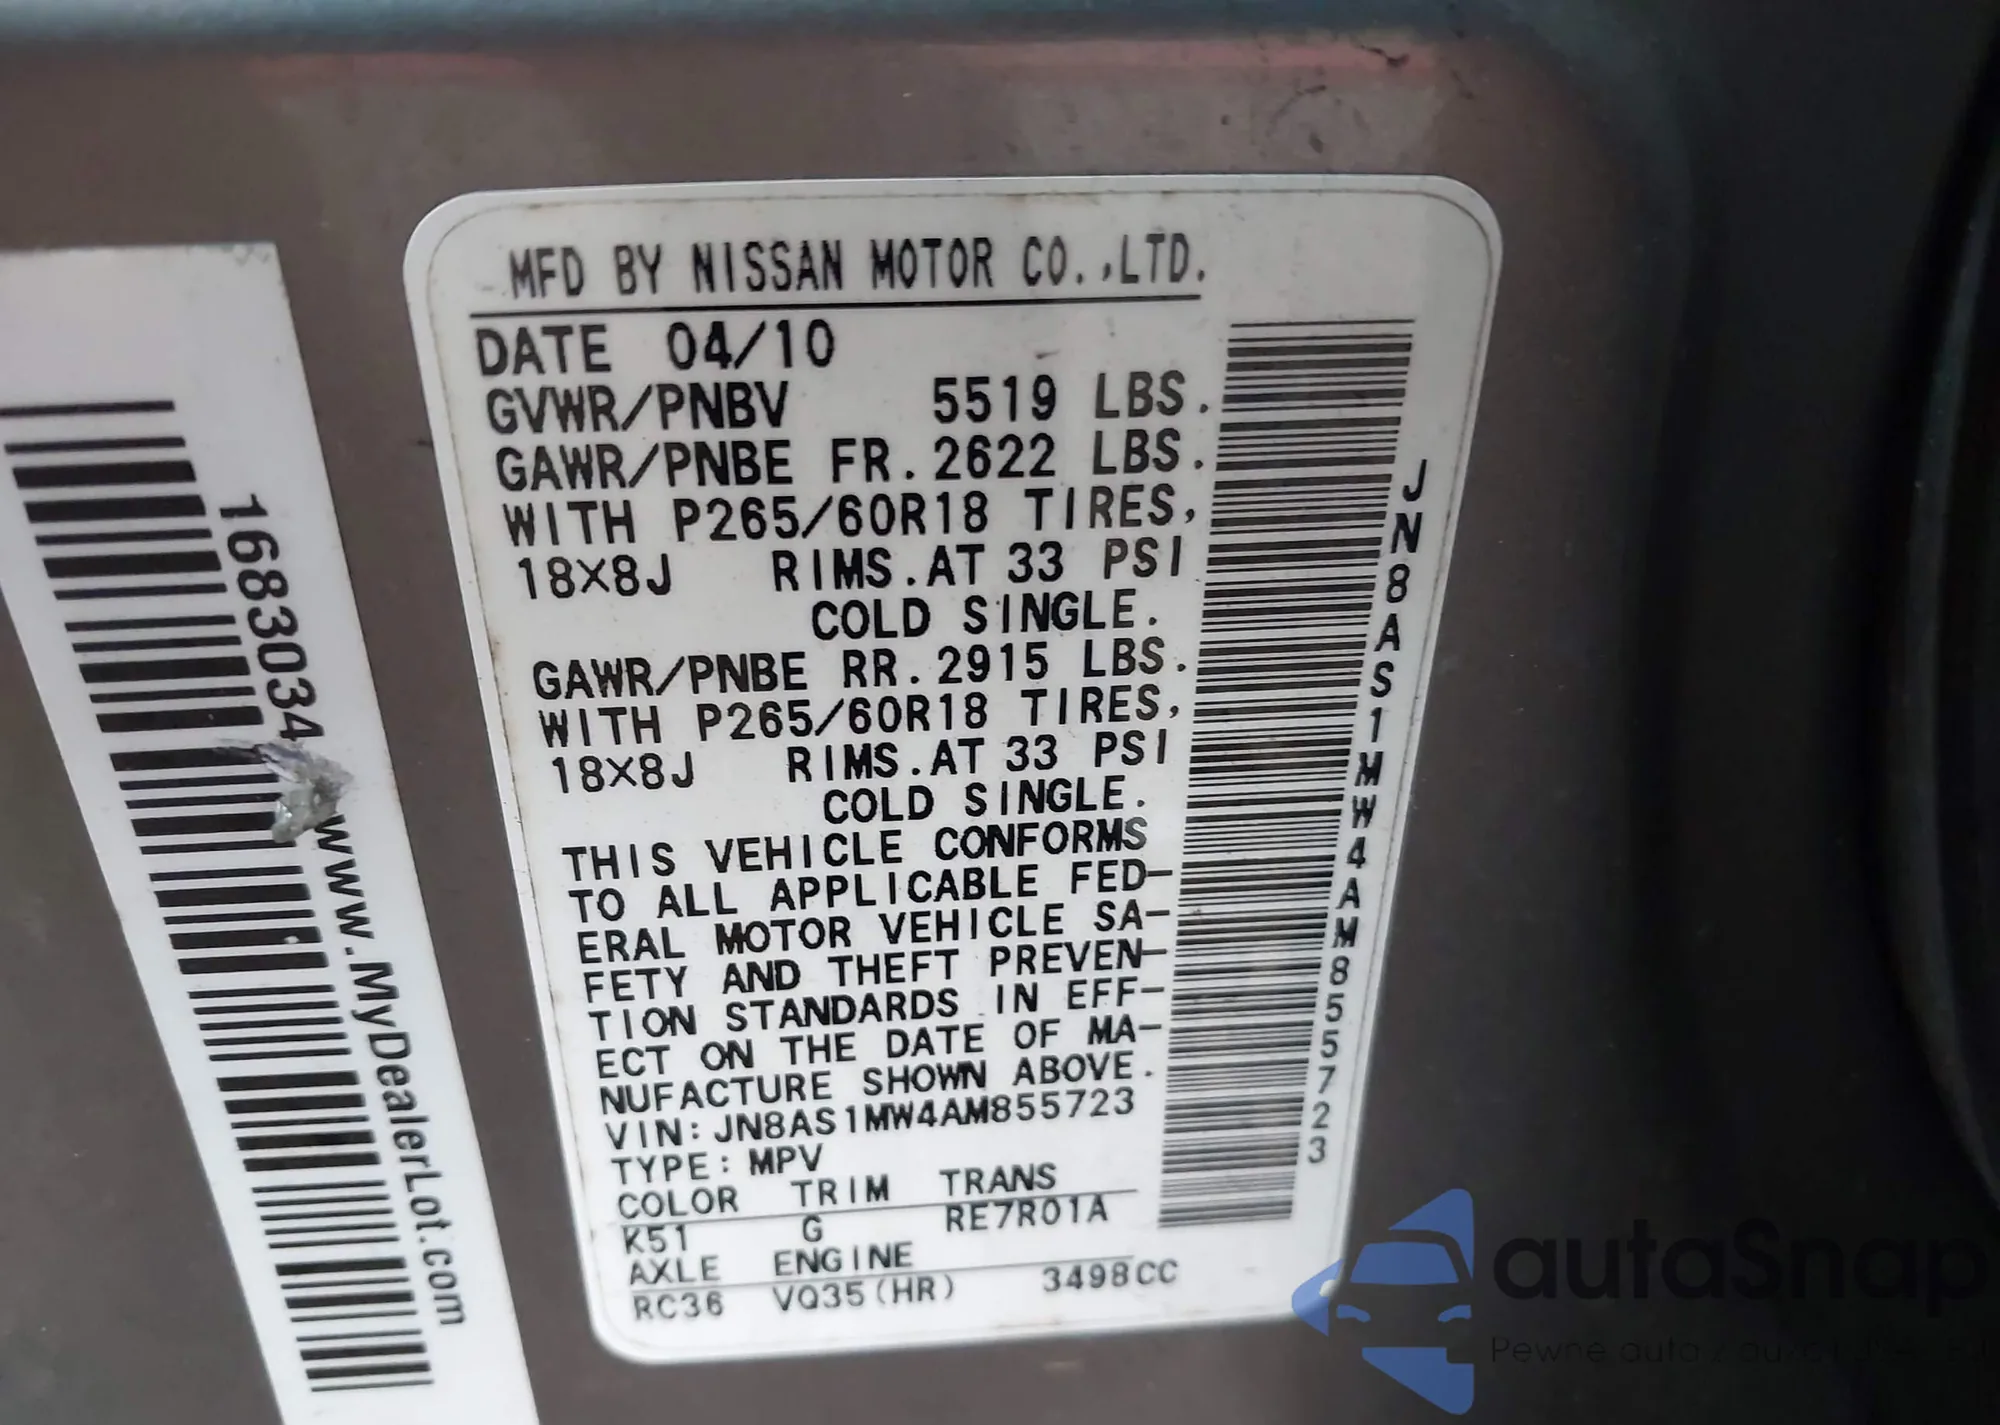 MFD BY NISSAN MOTOR CO.,LTD.
DATE 04/10
GVWR/PNBV 5519 LBS.
GAWR/PNBE FR.2622 LBS.
WITH P265/60R18 TIRES,
18X8J RIMS.AT 33 PSI
COLD SINGLE.
GAWR/PNBE RR.2915 LBS.
WITH P265/60R18 TIRES,
18X8J RIMS.AT 33 PSI
COLD SINGLE.
THIS VEHICLE CONFORMS
TO ALL APPLICABLE FED-
ERAL MOTOR VEHICLE SA-
FETY AND THEFT PREVEN-
TION STANDARDS IN EFF-
ECT ON THE DATE OF MA-
NUFACTURE SHOWN ABOVE.
VIN:JN8AS1MW4AM855723
TYPE:MPV
COLOR TRIM TRANS
K51 G RE7R01A
AXLE ENGINE
RC36 VQ35(HR) 3498CC
JN8AS1MW4AM855723
1683034
www.MyDealerLot.com
autaSnap
Pewne auto z